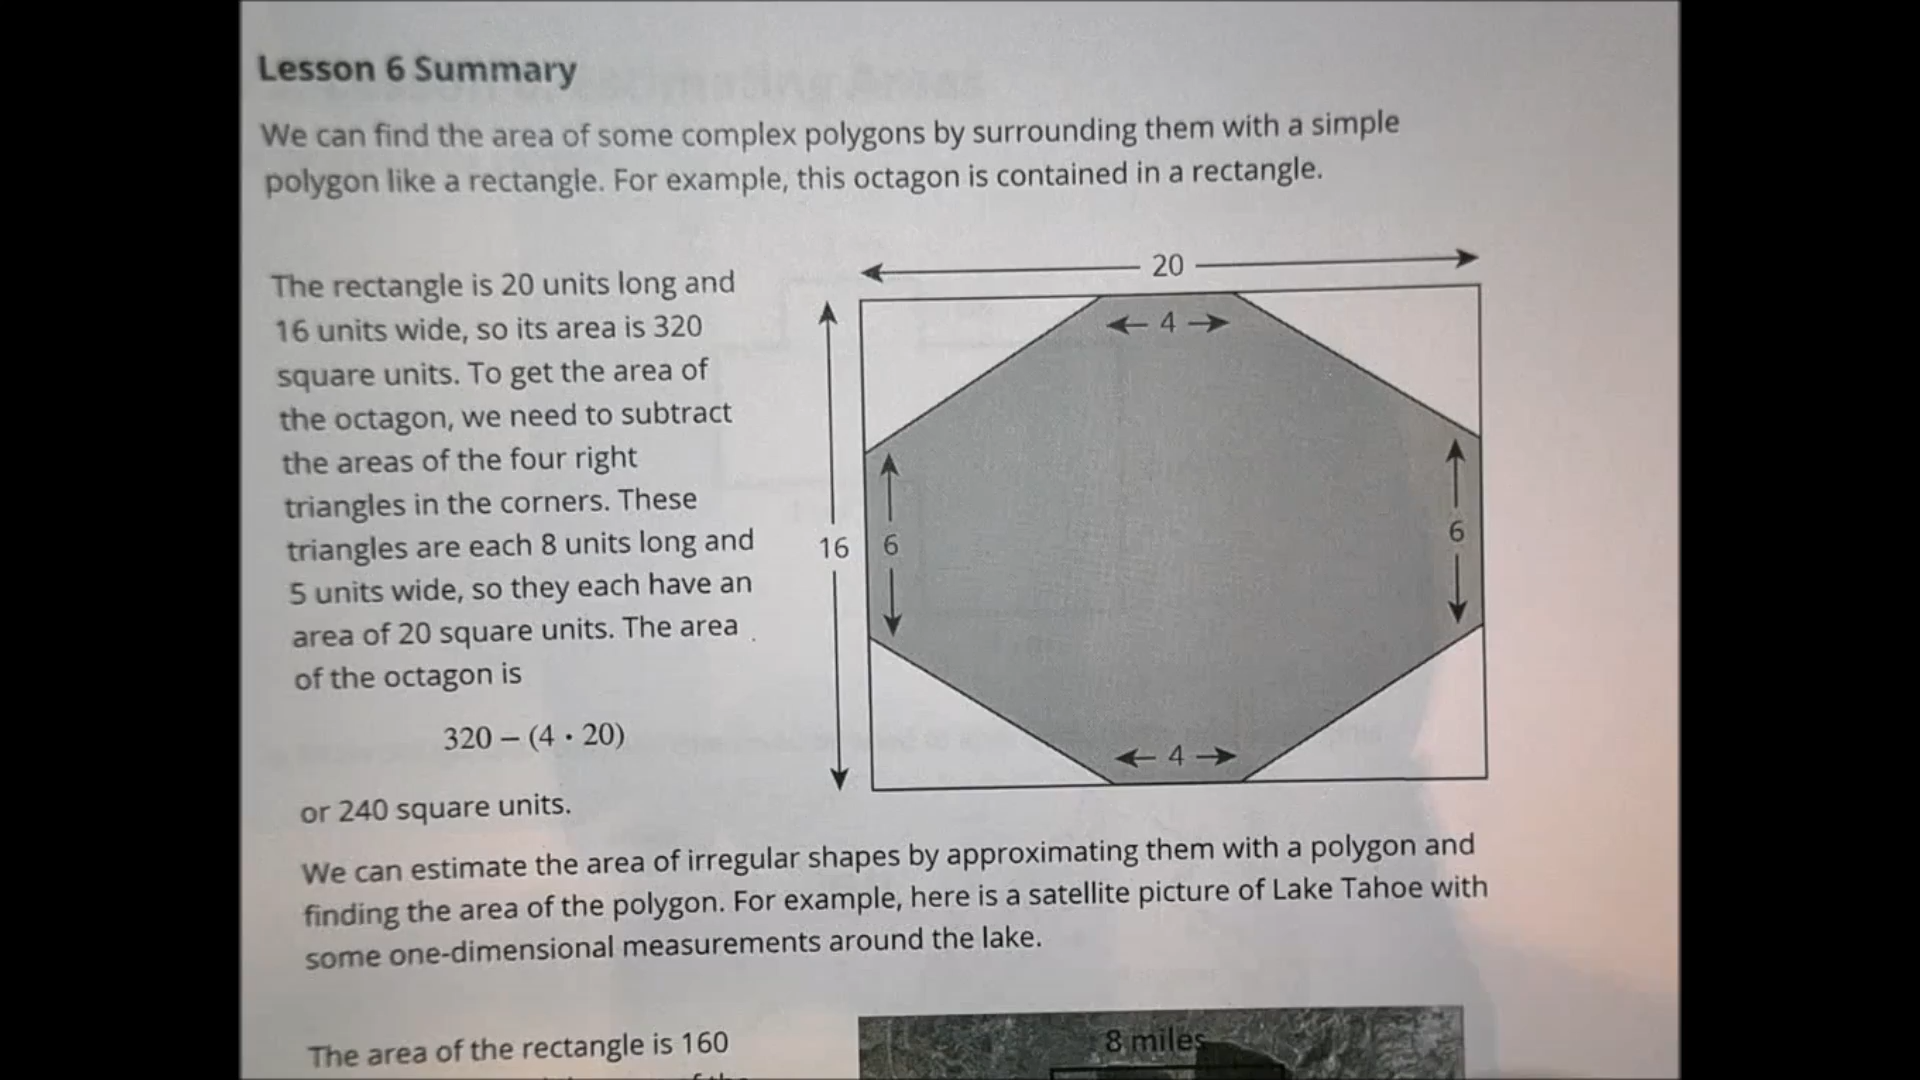 Lesson 6 Summary
We can find the area of some complex polygons by surrounding them with a simple
polygon like a rectangle. For example, this octagon is contained in a rectangle.
The rectangle is 20 units long and
16 units wide, so its area is 320
square units. To get the area of
the octagon, we need to subtract
the areas of the four right
triangles in the corners. These
triangles are each 8 units long and
5 units wide, so they each have an
area of 20 square units. The area
of the octagon is
320 – (4 · 20)
or 240 square units.
20
4
16
6
6
4
We can estimate the area of irregular shapes by approximating them with a polygon and
finding the area of the polygon. For example, here is a satellite picture of Lake Tahoe with
some one-dimensional measurements around the lake.
The area of the rectangle is 160
8 miles